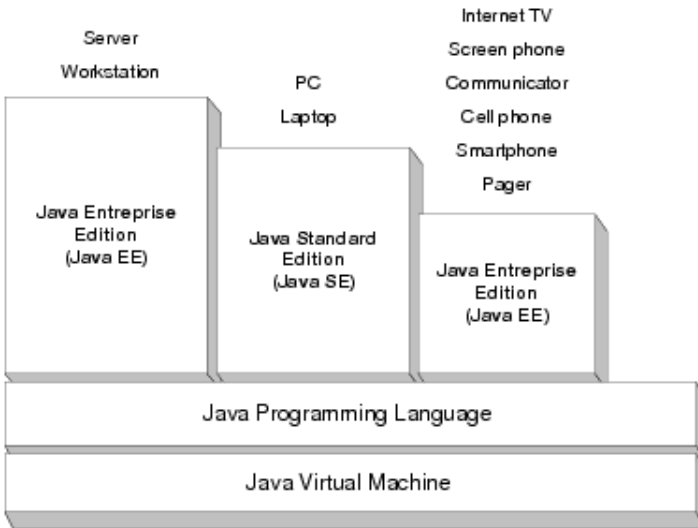 Server
Workstation
PC
Laptop
Internet TV
Screen phone
Communicator
Cell phone
Smartphone
Pager
Java Entreprise
Edition
(Java EE)
Java Standard
Edition
(Java SE)
Java Entreprise
Edition
(Java EE)
Java Programming Language
Java Virtual Machine